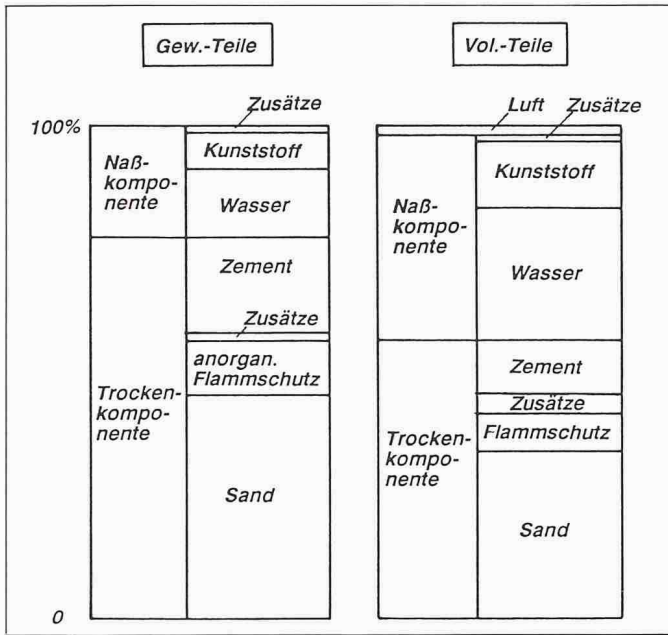 Gew.-Teile
Zusätze
100%
Naß-
kompo-
nente
Kunststoff
Wasser
Zement
Zusätze
anorgan.
Flammschutz
Trocken-
kompo-
nente
Sand
0
Vol.-Teile
Luft
Zusätze
Naß-
kompo-
nente
Kunststoff
Wasser
Zement
Zusätze
Flammschutz
Trocken-
kompo-
nente
Sand